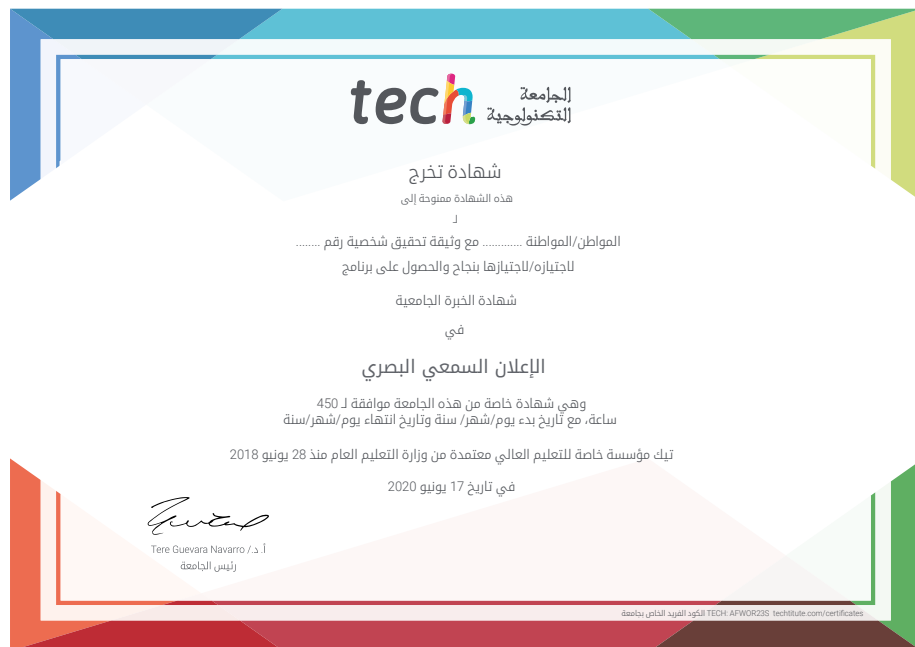 tech الجامعة
التكنولوجية
شهادة تخرج
هذه الشهادة ممنوحة إلى
لـ
المواطن/المواطنة ............. مع وثيقة تحقيق شخصية رقم ........
لاجتيازه/لاجتيازها بنجاح والحصول على برنامج
شهادة الخبرة الجامعية
في
الإعلان السمعي البصري
وهي شهادة خاصة من هذه الجامعة موافقة لـ 450
ساعة، مع تاريخ بدء يوم/شهر/ سنة وتاريخ انتهاء يوم/شهر/سنة
تيك مؤسسة خاصة للتعليم العالي معتمدة من وزارة التعليم العام منذ 28 يونيو 2018
في تاريخ 17 يونيو 2020
أ. د./ Tere Guevara Navarro
رئيس الجامعة
الكود الفريد الخاص بجامعة TECH: AFWOR23S techtitute.com/certificates